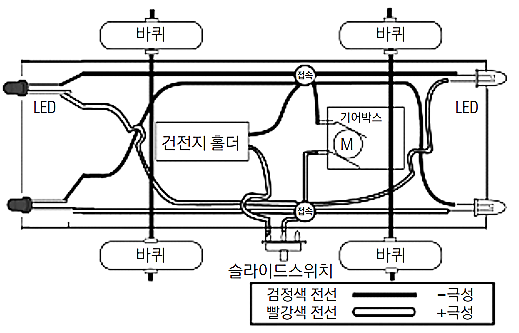 바퀴 바퀴
접속
LED 기어박스 LED
건전지 홀더 M
접속
바퀴 바퀴
슬라이드스위치
검정색 전선 -극성
빨강색 전선 +극성